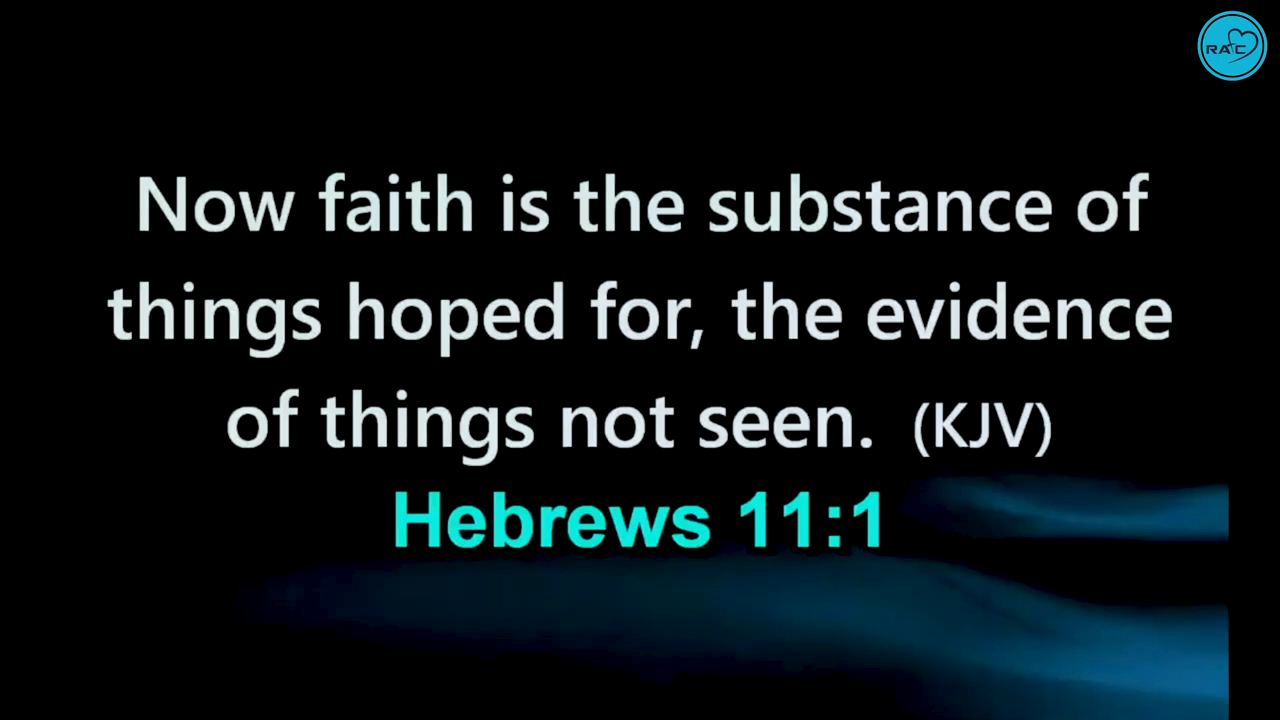 RAC
Now faith is the substance of
things hoped for, the evidence
of things not seen. (KJV)
Hebrews 11:1